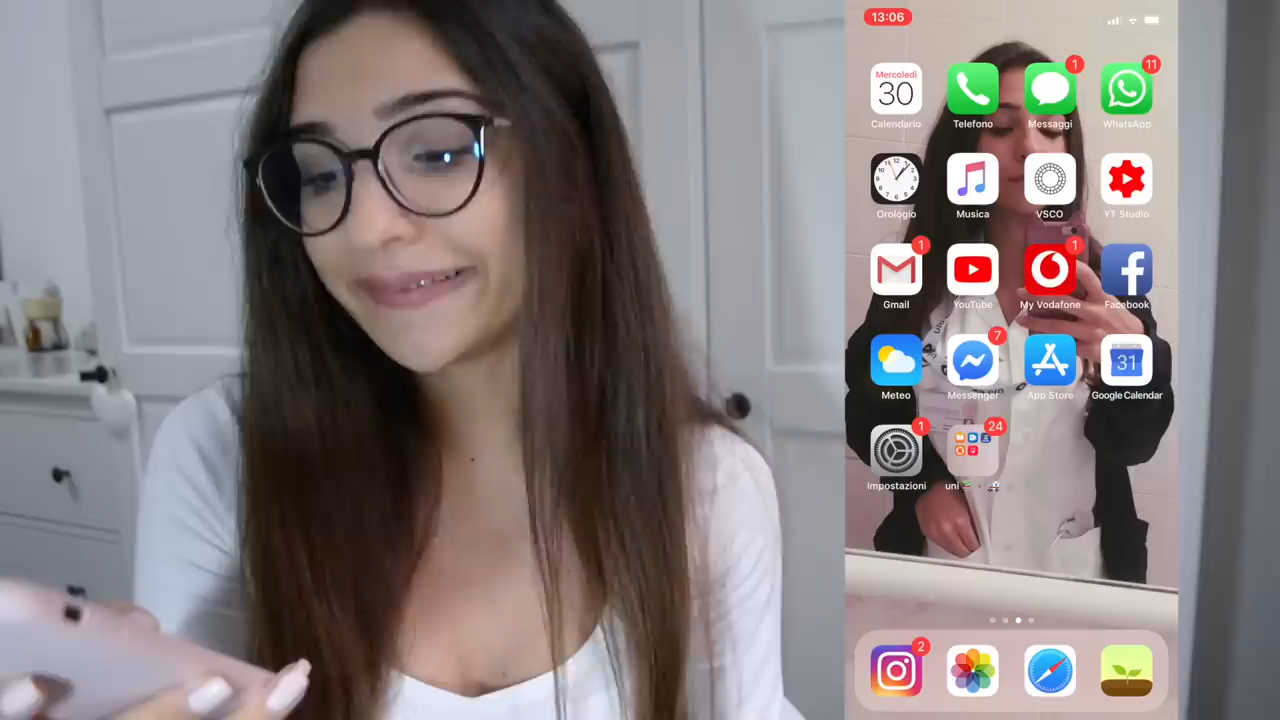 13:06
1
11
Mercoledì
30
Calendario
Telefono
Messaggi
WhatsApp
Orologio
Musica
VSCO
YT Studio
1
1
Gmail
YouTube
My Vodafone
Facebook
7
31
Meteo
Messenger
App Store
Google Calendar
1
24
Impostazioni
uni
2